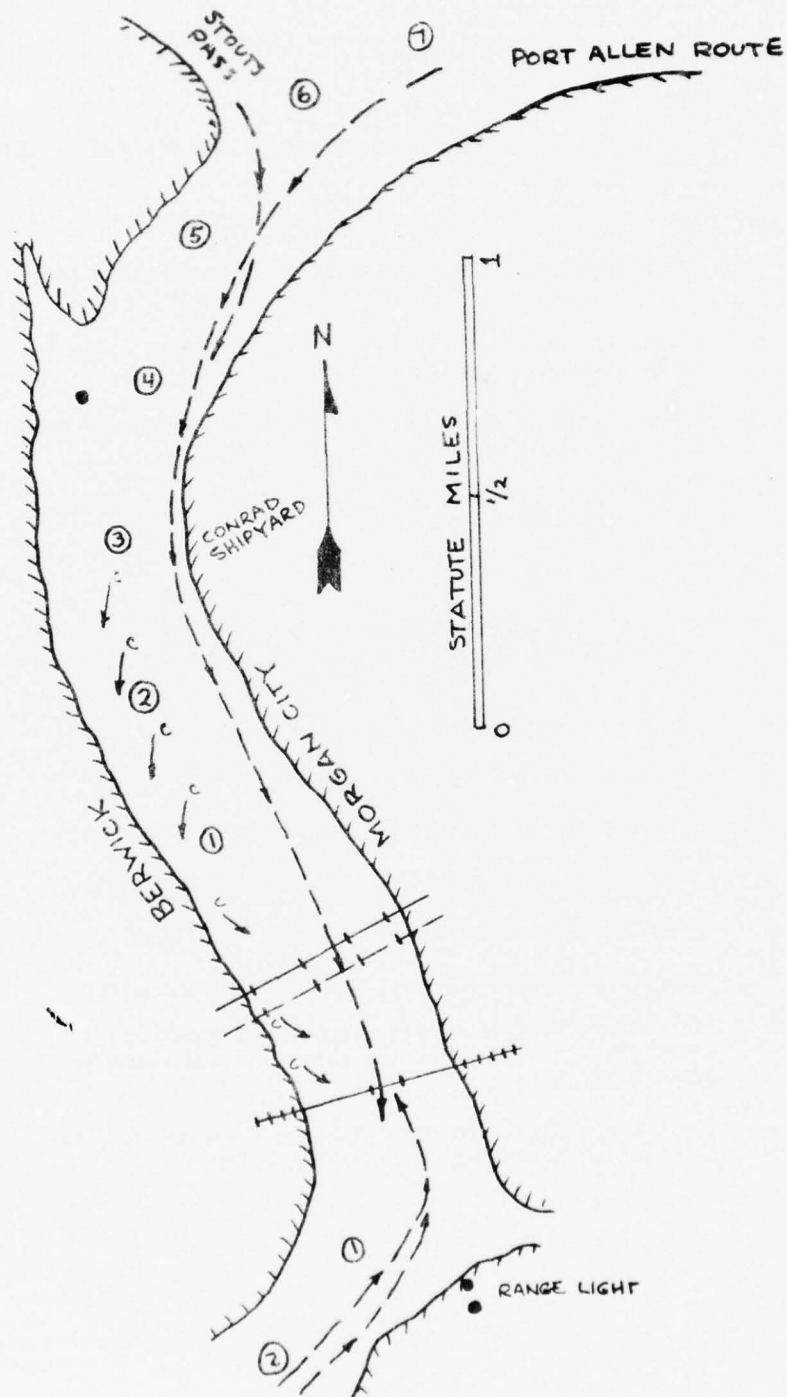 STOUTS
PASS
⑦
PORT ALLEN ROUTE
⑥
⑤
1
N
④
STATUTE MILES
1/2
CONRAD
SHIPYARD
③
②
0
MORGAN CITY
①
BERWICK
①
RANGE LIGHT
②